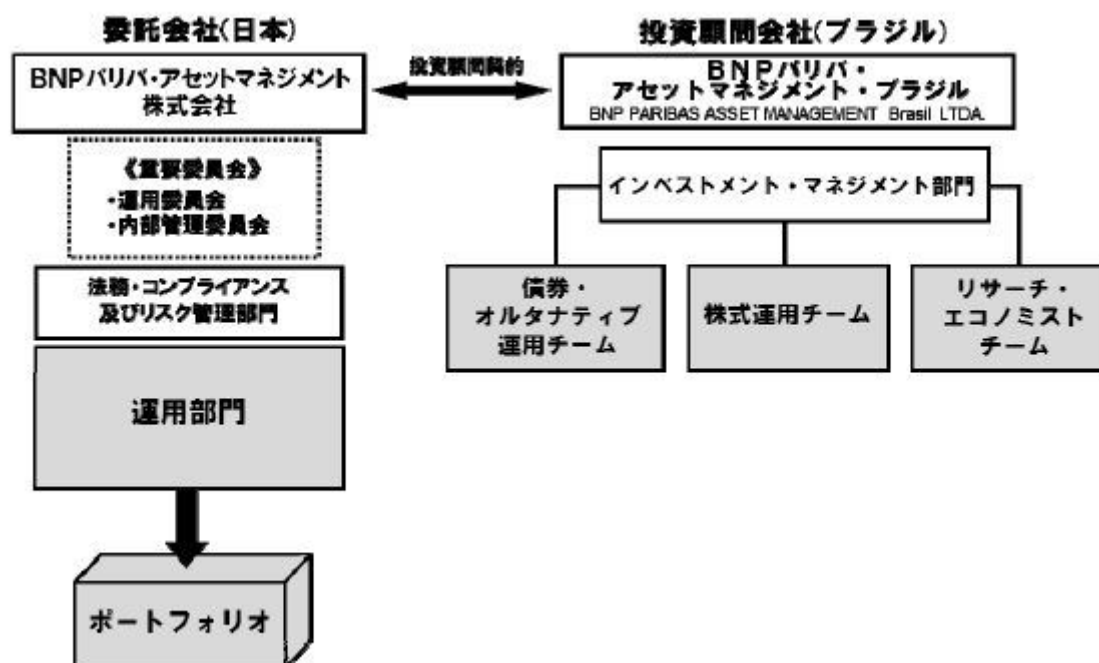 委託会社(日本)
BNPパリバ・アセットマネジメント
株式会社
《重要委員会》
・運用委員会
・内部管理委員会
法務・コンプライアンス
及びリスク管理部門
運用部門
ポートフォリオ
投資顧問契約
投資顧問会社(ブラジル)
BNPパリバ・
アセットマネジメント・ブラジル
BNP PARIBAS ASSET MANAGEMENT Brasil LTDA.
インベストメント・マネジメント部門
債券・
オルタナティブ
運用チーム
株式運用チーム
リサーチ・
エコノミスト
チーム